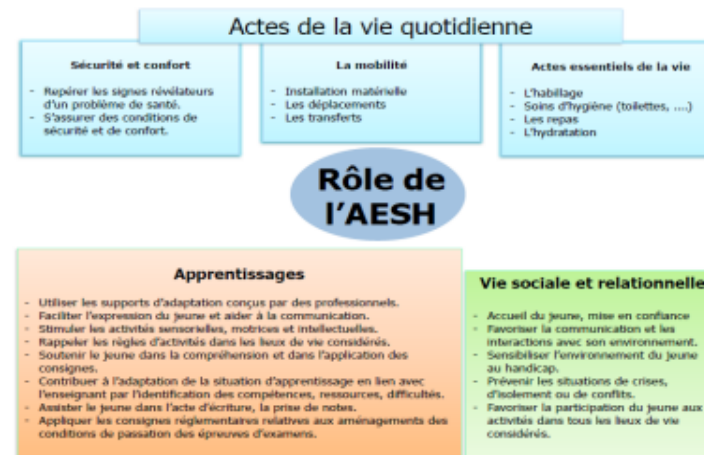 Actes de la vie quotidienne
Sécurité et confort
- Repérer les signes révélateurs
d'un problème de santé.
- S'assurer des conditions de
sécurité et de confort.
La mobilité
- Installation matérielle
- Les déplacements
- Les transferts
Actes essentiels de la vie
- L'habillage
- Soins d'hygiène (toilettes, ....)
- Les repas
- L'hydratation
Rôle de
l'AESH
Apprentissages
- Utiliser les supports d'adaptation conçus par des professionnels.
- Faciliter l'expression du jeune et aider à la communication.
- Stimuler les activités sensorielles, motrices et intellectuelles.
- Rappeler les règles d'activités dans les lieux de vie considérés.
- Soutenir le jeune dans la compréhension et dans l'application des
consignes.
- Contribuer à l'adaptation de la situation d'apprentissage en lien avec
l'enseignant par l'identification des compétences, ressources, difficultés.
- Assister le jeune dans l'acte d'écriture, la prise de notes.
- Appliquer les consignes réglementaires relatives aux aménagements des
conditions de passation des épreuves d'examens.
Vie sociale et relationnelle
- Accueil du jeune, mise en confiance
- Favoriser la communication et les
interactions avec son environnement.
- Sensibiliser l'environnement du jeune
au handicap.
- Prévenir les situations de crises,
d'isolement ou de conflits.
- Favoriser la participation du jeune aux
activités dans tous les lieux de vie
considérés.